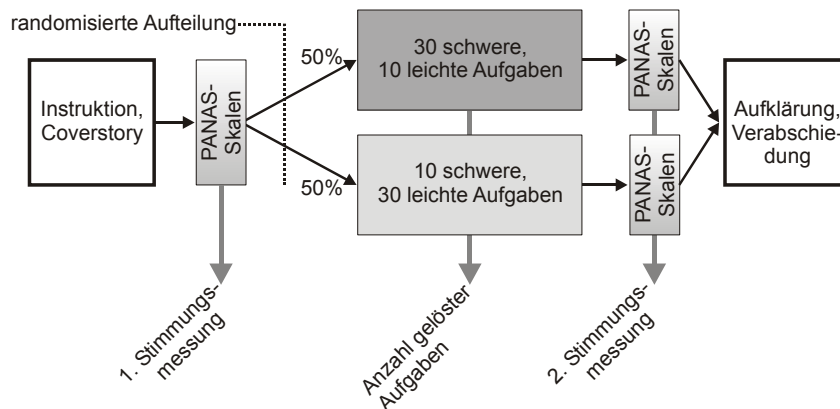 randomisierte Aufteilung
50%
30 schwere,
10 leichte Aufgaben
PANAS-
Skalen
Instruktion,
Coverstory
PANAS-
Skalen
Aufklärung,
Verabschie-
dung
50%
10 schwere,
30 leichte Aufgaben
PANAS-
Skalen
1. Stimmungs-
messung
Anzahl gelöster
Aufgaben
2. Stimmungs-
messung